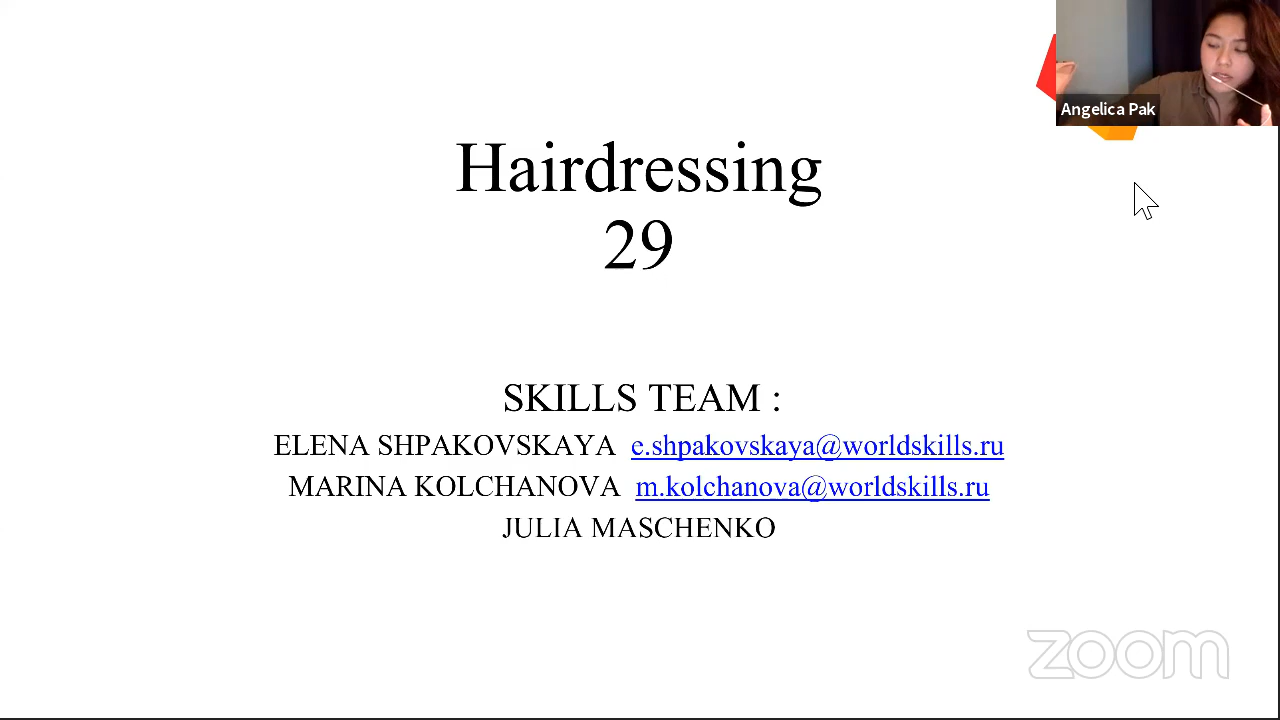 Angelica Pak
Hairdressing
29
SKILLS TEAM :
ELENA SHPAKOVSKAYA e.shpakovskaya@worldskills.ru
MARINA KOLCHANOVA m.kolchanova@worldskills.ru
JULIA MASCHENKO
zoom